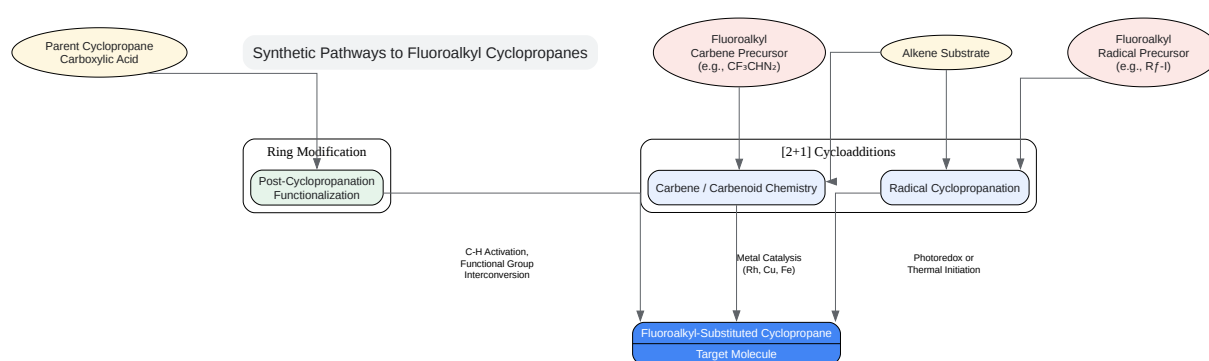 Parent Cyclopropane
Carboxylic Acid
Synthetic Pathways to Fluoroalkyl Cyclopropanes
Fluoroalkyl
Carbene Precursor
(e.g., CF₃CHN₂)
Alkene Substrate
Fluoroalkyl
Radical Precursor
(e.g., Rƒ-I)
Ring Modification
Post-Cyclopropanation
Functionalization
[2+1] Cycloadditions
Carbene / Carbenoid Chemistry
Radical Cyclopropanation
C-H Activation,
Functional Group
Interconversion
Metal Catalysis
(Rh, Cu, Fe)
Photoredox or
Thermal Initiation
Fluoroalkyl-Substituted Cyclopropane
Target Molecule